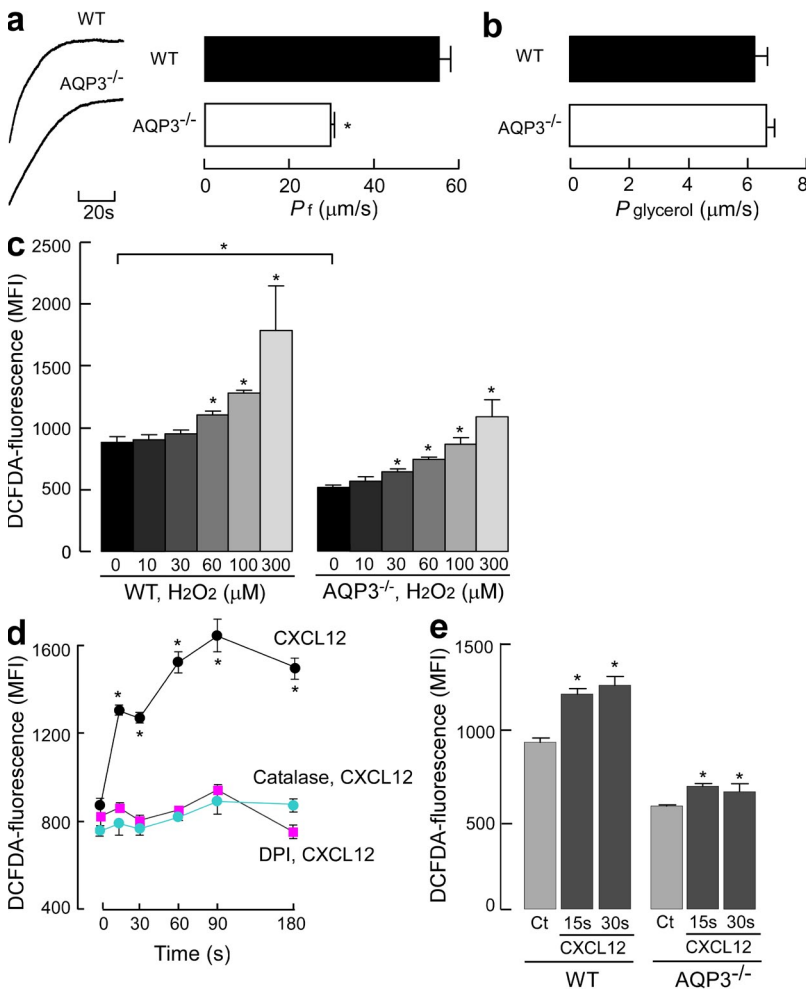 a
WT
AQP3-/-
20s
WT
AQP3-/-
*
0 20 40 60
Pf (μm/s)
b
WT
AQP3-/-
0 2 4 6 8
Pglycerol (μm/s)
c
DCFDA-fluorescence (MFI)
2500
2000
1500
1000
500
0
*
* * *
* * * *
0 10 30 60 100 300
WT, H2O2 (μM)
0 10 30 60 100 300
AQP3-/-, H2O2 (μM)
d
DCFDA-fluorescence (MFI)
1600
1200
800
400
CXCL12
* * * * *
Catalase, CXCL12
DPI, CXCL12
0 30 60 90 180
Time (s)
e
DCFDA-fluorescence (MFI)
1500
1000
500
0
* *
* *
Ct 15s 30s
CXCL12
WT
Ct 15s 30s
CXCL12
AQP3-/-